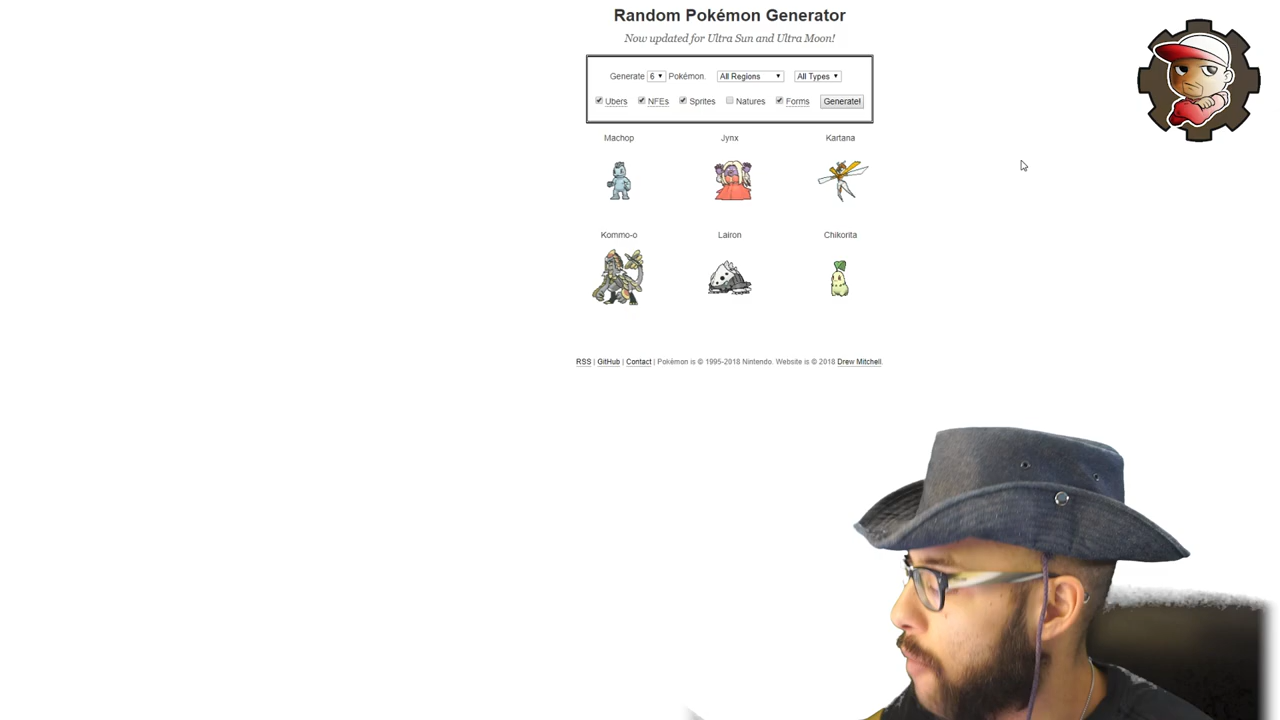 Random Pokémon Generator
Now updated for Ultra Sun and Ultra Moon!
Generate 6 Pokémon. All Regions All Types
Ubers NFEs Sprites Natures Forms Generate!
Machop Jynx Kartana
Kommo-o Lairon Chikorita
RSS | GitHub | Contact | Pokémon is © 1995-2018 Nintendo. Website is © 2018 Drew Mitchell.